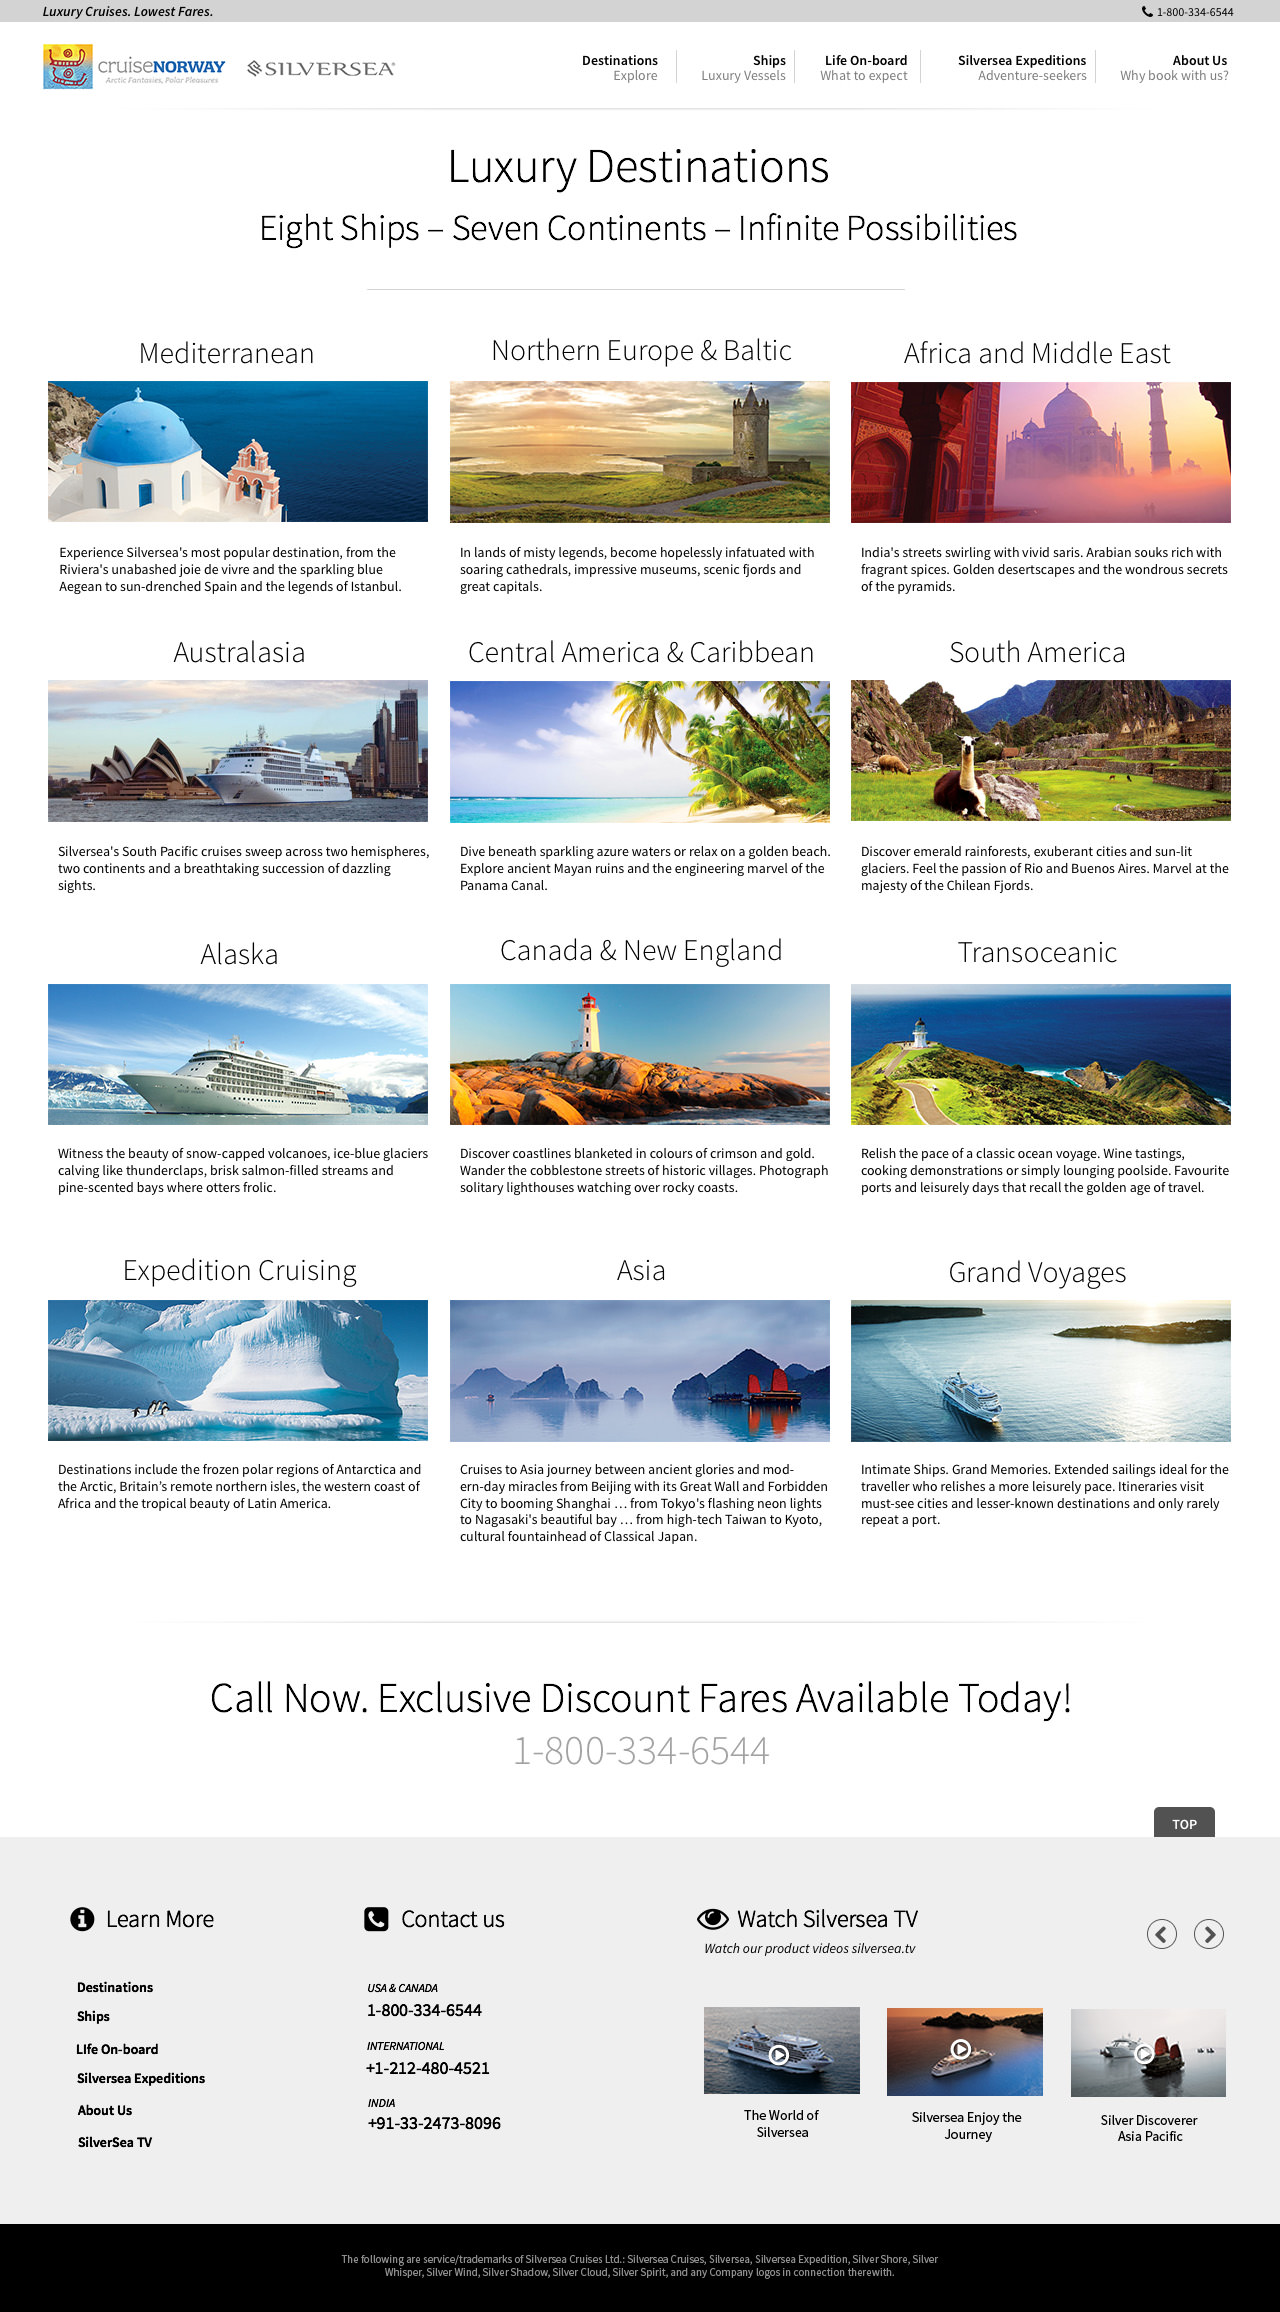 Luxury Cruises. Lowest Fares.
1-800-334-6544
cruiseNORWAY
Arctic Fantasies, Polar Pleasures
SILVERSEA®
Destinations
Explore
Ships
Luxury Vessels
Life On-board
What to expect
Silversea Expeditions
Adventure-seekers
About Us
Why book with us?
Luxury Destinations
Eight Ships – Seven Continents – Infinite Possibilities
Mediterranean
Experience Silversea's most popular destination, from the
Riviera's unabashed joie de vivre and the sparkling blue
Aegean to sun-drenched Spain and the legends of Istanbul.
Northern Europe & Baltic
In lands of misty legends, become hopelessly infatuated with
soaring cathedrals, impressive museums, scenic fjords and
great capitals.
Africa and Middle East
India's streets swirling with vivid saris. Arabian souks rich with
fragrant spices. Golden desertscapes and the wondrous secrets
of the pyramids.
Australasia
Silversea's South Pacific cruises sweep across two hemispheres,
two continents and a breathtaking succession of dazzling
sights.
Central America & Caribbean
Dive beneath sparkling azure waters or relax on a golden beach.
Explore ancient Mayan ruins and the engineering marvel of the
Panama Canal.
South America
Discover emerald rainforests, exuberant cities and sun-lit
glaciers. Feel the passion of Rio and Buenos Aires. Marvel at the
majesty of the Chilean Fjords.
Alaska
Witness the beauty of snow-capped volcanoes, ice-blue glaciers
calving like thunderclaps, brisk salmon-filled streams and
pine-scented bays where otters frolic.
Canada & New England
Discover coastlines blanketed in colours of crimson and gold.
Wander the cobblestone streets of historic villages. Photograph
solitary lighthouses watching over rocky coasts.
Transoceanic
Relish the pace of a classic ocean voyage. Wine tastings,
cooking demonstrations or simply lounging poolside. Favourite
ports and leisurely days that recall the golden age of travel.
Expedition Cruising
Destinations include the frozen polar regions of Antarctica and
the Arctic, Britain's remote northern isles, the western coast of
Africa and the tropical beauty of Latin America.
Asia
Cruises to Asia journey between ancient glories and mod-
ern-day miracles from Beijing with its Great Wall and Forbidden
City to booming Shanghai … from Tokyo's flashing neon lights
to Nagasaki's beautiful bay … from high-tech Taiwan to Kyoto,
cultural fountainhead of Classical Japan.
Grand Voyages
Intimate Ships. Grand Memories. Extended sailings ideal for the
traveller who relishes a more leisurely pace. Itineraries visit
must-see cities and lesser-known destinations and only rarely
repeat a port.
Call Now. Exclusive Discount Fares Available Today!
1-800-334-6544
TOP
Learn More
Destinations
Ships
LIfe On-board
Silversea Expeditions
About Us
SilverSea TV
Contact us
USA & CANADA
1-800-334-6544
INTERNATIONAL
+1-212-480-4521
INDIA
+91-33-2473-8096
Watch Silversea TV
Watch our product videos silversea.tv
The World of
Silversea
Silversea Enjoy the
Journey
Silver Discoverer
Asia Pacific
The following are service/trademarks of Silversea Cruises Ltd.: Silversea Cruises, Silversea, Silversea Expedition, Silver Shore, Silver
Whisper, Silver Wind, Silver Shadow, Silver Cloud, Silver Spirit, and any Company logos in connection therewith.